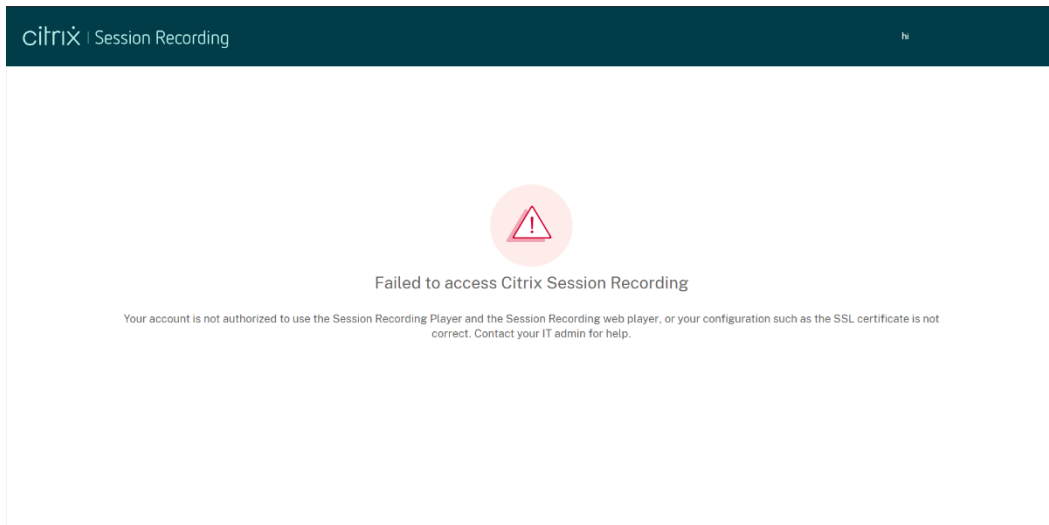 citrix | Session Recording
hi
Failed to access Citrix Session Recording
Your account is not authorized to use the Session Recording Player and the Session Recording web player, or your configuration such as the SSL certificate is not
correct. Contact your IT admin for help.